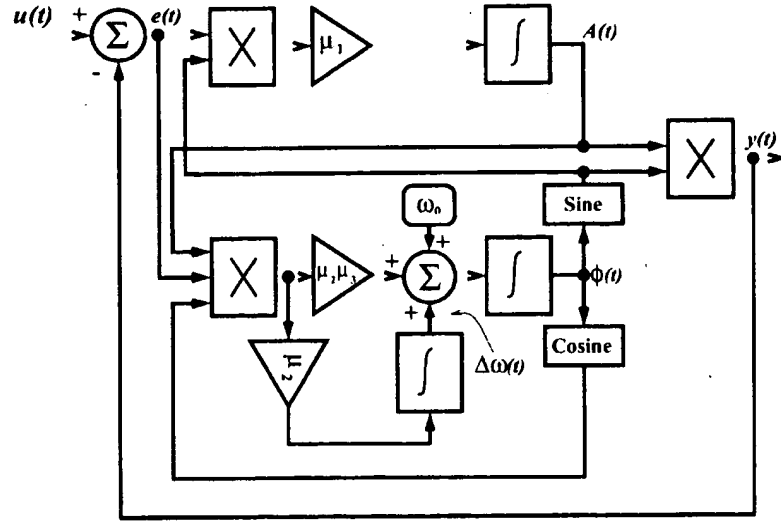 u(t) + Σ e(t) X μ₁ ∫ A(t)
-
X y(t)
ω₀ Sine
+
X μ₂μ₃ + Σ ∫ ϕ(t)
+
μ₂ ∫ Δω(t) Cosine